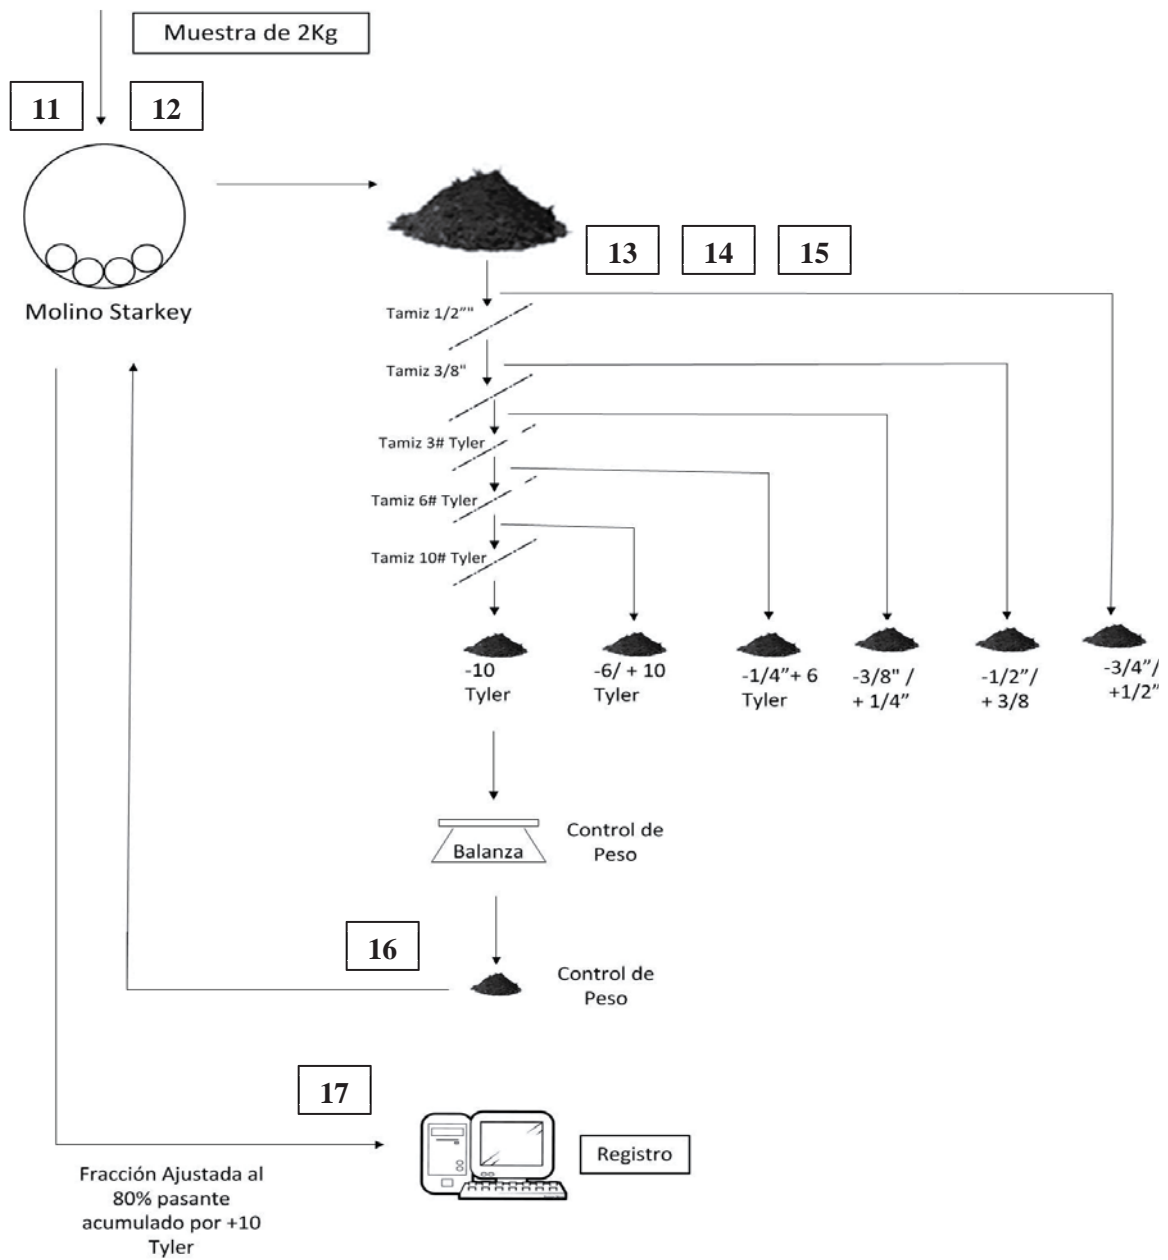 Muestra de 2Kg
11
12
Molino Starkey
13
14
15
Tamiz 1/2”"
Tamiz 3/8"
Tamiz 3# Tyler
Tamiz 6# Tyler
Tamiz 10# Tyler
-10
Tyler
-6/ + 10
Tyler
-1/4”+ 6
Tyler
-3/8" /
+ 1/4”
-1/2”/
+ 3/8
-3/4”/
+1/2”
Balanza
Control de
Peso
16
Control de
Peso
17
Registro
Fracción Ajustada al
80% pasante
acumulado por +10
Tyler